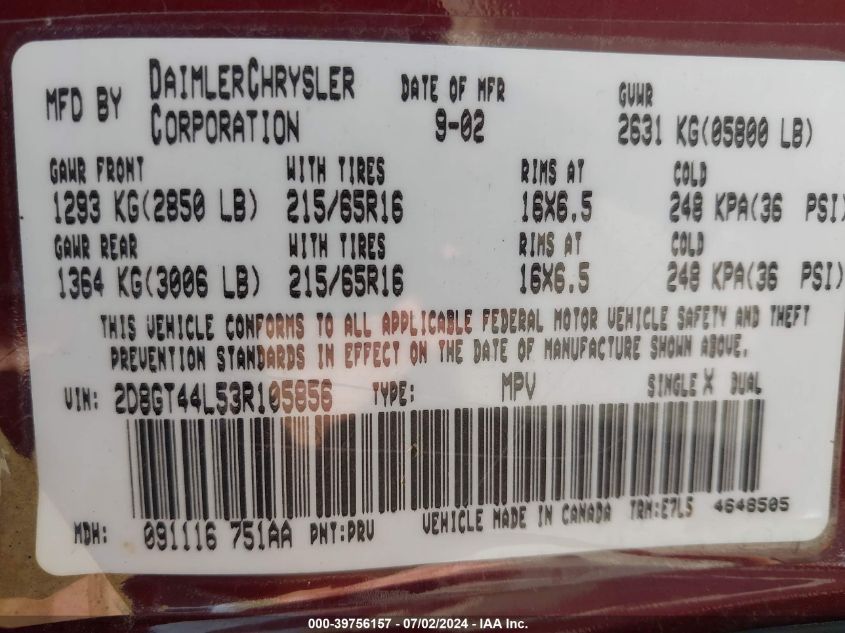 MFD BY DAIMLERCHRYSLER CORPORATION DATE OF MFR 9-02 GVWR 2631 KG(05800 LB)
GAWR FRONT WITH TIRES RIMS AT COLD
1293 KG(2850 LB) 215/65R16 16X6.5 248 KPA(36 PSI)
GAWR REAR WITH TIRES RIMS AT COLD
1364 KG(3006 LB) 215/65R16 16X6.5 248 KPA(36 PSI)
THIS VEHICLE CONFORMS TO ALL APPLICABLE FEDERAL MOTOR VEHICLE SAFETY AND THEFT
PREVENTION STANDARDS IN EFFECT ON THE DATE OF MANUFACTURE SHOWN ABOVE.
VIN: 2D8GT44L53R105856 TYPE: MPV SINGLE X DUAL
MDH: 091116 751AA PNT:PRV VEHICLE MADE IN CANADA TRM:E7L5 4648505
000-39756157 - 07/02/2024 - IAA Inc.